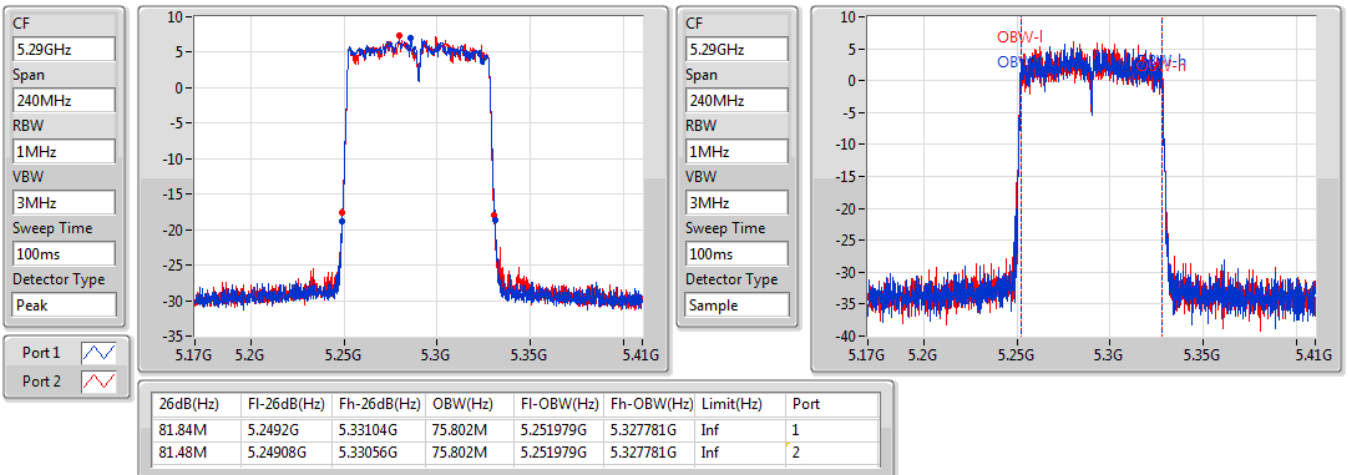 CF
5.29GHz
Span
240MHz
RBW
1MHz
VBW
3MHz
Sweep Time
100ms
Detector Type
Peak
Port 1
Port 2
10
5
0
-5
-10
-15
-20
-25
-30
-35
5.17G 5.2G 5.25G 5.3G 5.35G 5.41G
CF
5.29GHz
Span
240MHz
RBW
1MHz
VBW
3MHz
Sweep Time
100ms
Detector Type
Sample
10
5
0
-5
-10
-15
-20
-25
-30
-35
-40
OBW-l
5.17G 5.2G 5.25G 5.3G 5.35G 5.41G
26dB(Hz) Fl-26dB(Hz) Fh-26dB(Hz) OBW(Hz) Fl-OBW(Hz) Fh-OBW(Hz) Limit(Hz) Port
81.84M 5.2492G 5.33104G 75.802M 5.251979G 5.327781G Inf 1
81.48M 5.24908G 5.33056G 75.802M 5.251979G 5.327781G Inf 2